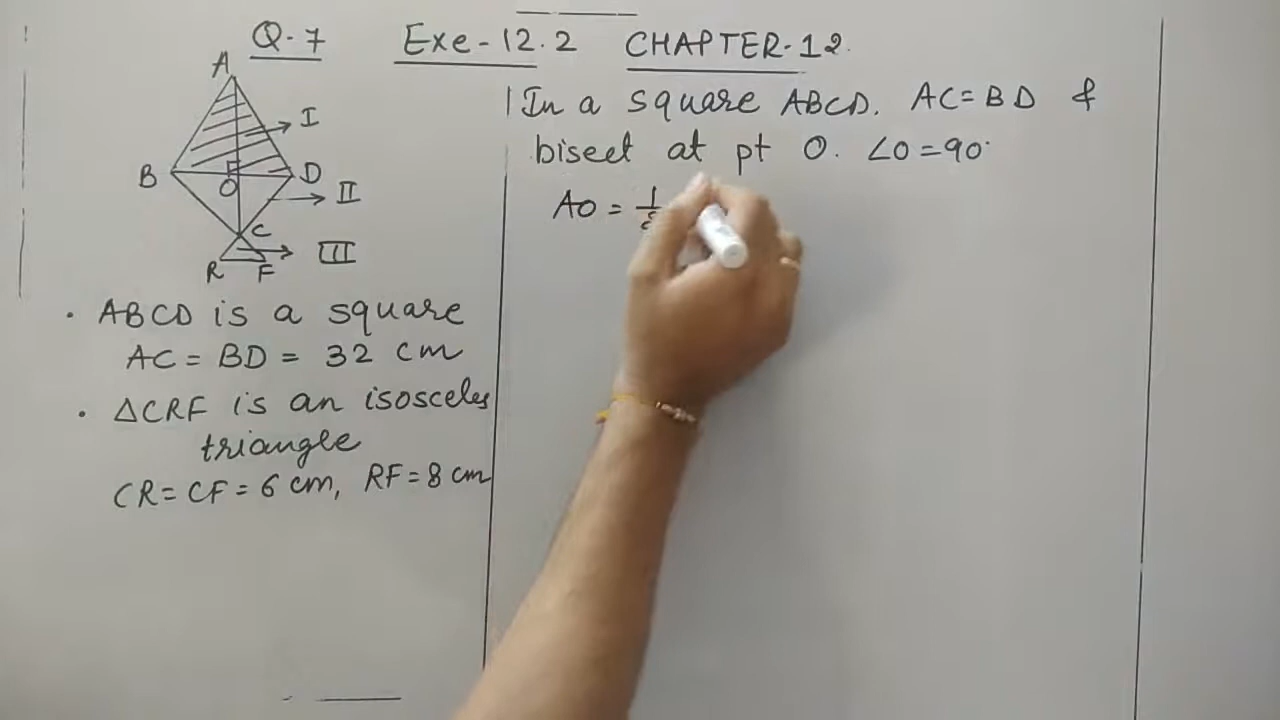 Q-7 Exe-12.2 CHAPTER-12.
A
I
B
O
D
II
C
III
R F
• ABCD is a square
AC = BD = 32 cm
• ΔCRF is an isosceles
triangle
CR = CF = 6 cm, RF = 8 cm
In a square ABCD. AC = BD &
bisect at pt O. ∠O = 90°
AO = 1